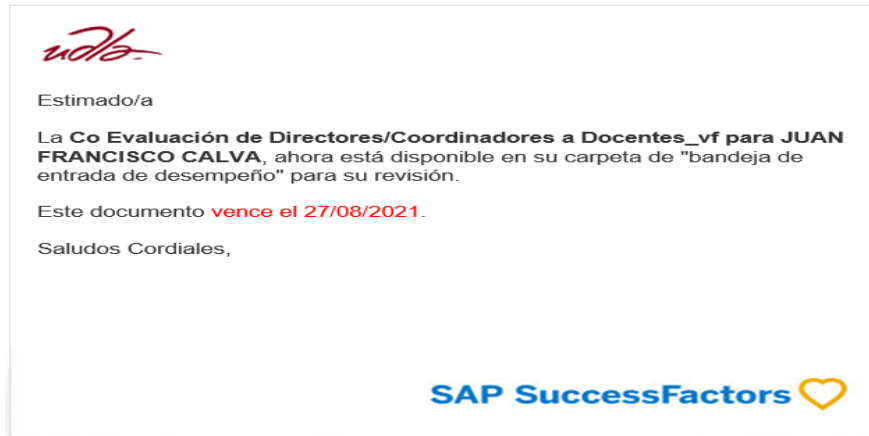 udla-
Estimado/a
La Co Evaluación de Directores/Coordinadores a Docentes_vf para JUAN
FRANCISCO CALVA, ahora está disponible en su carpeta de "bandeja de
entrada de desempeño" para su revisión.
Este documento vence el 27/08/2021.
Saludos Cordiales,
SAP SuccessFactors